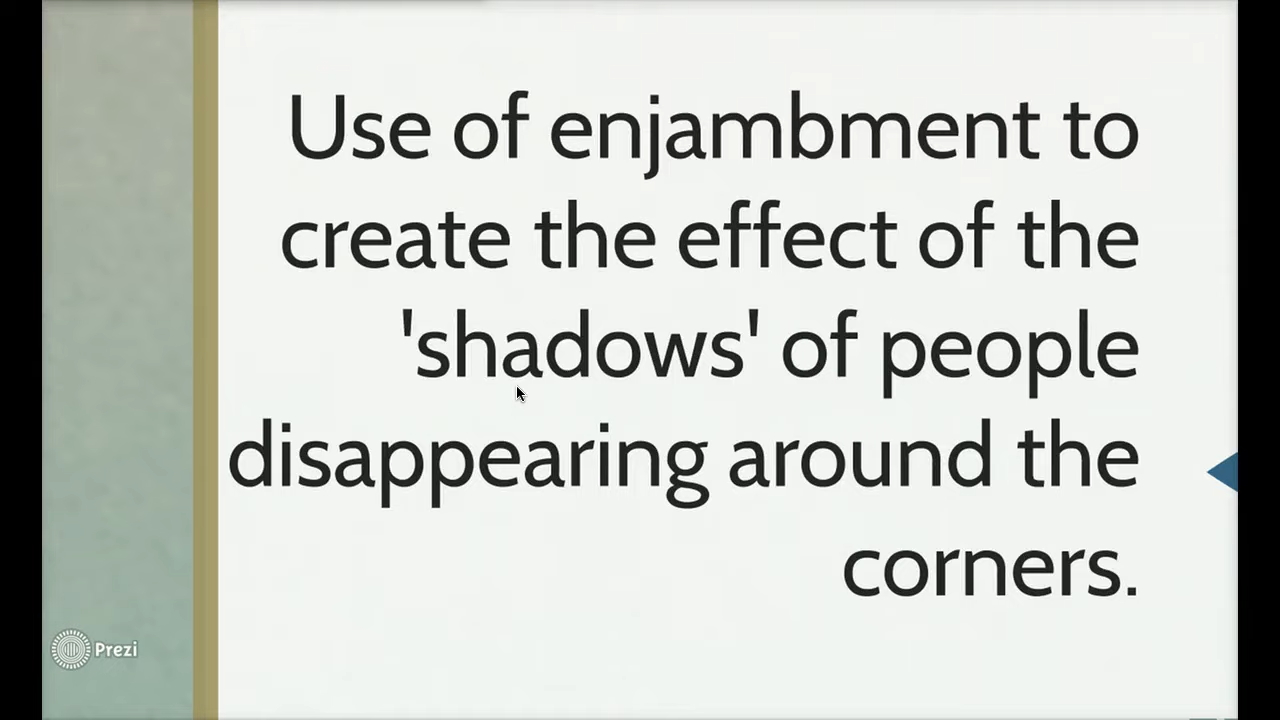 Use of enjambment to
create the effect of the
'shadows' of people
disappearing around the
corners.
Prezi